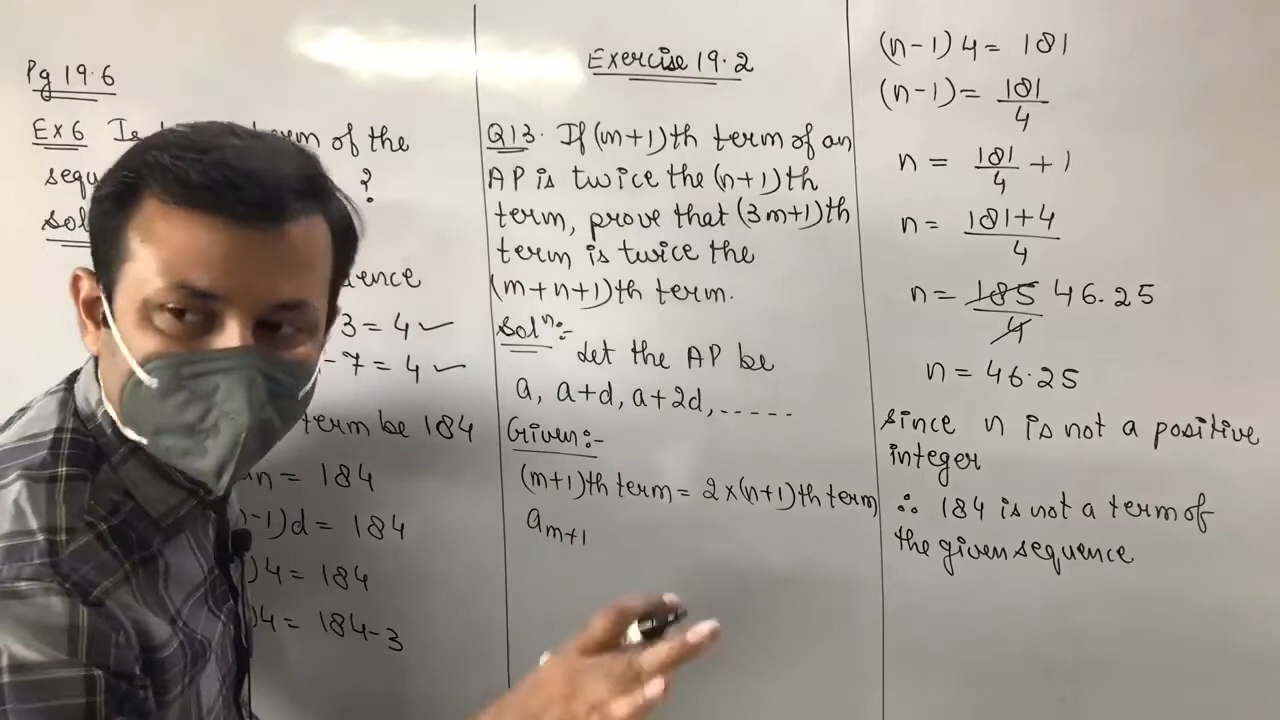 Pg 19.6
Ex 6 Is term of the
?
sol
3 = 4 ✓
- 7 = 4 ✓
term be 184
= 184
-1)d = 184
)4 = 184
)4 = 184-3
Exercise 19.2
Q13. If (m+1)th term of an
AP is twice the (n+1)th
term, prove that (3m+1)th
term is twice the
(m+n+1)th term.
Solⁿ:-
Let the AP be
a, a+d, a+2d, .....
Given:-
(m+1)th term = 2×(n+1)th term
a_{m+1}
(n-1) 4 = 181
(n-1) = 181/4
n = 181/4 + 1
n = (181+4)/4
n = 185/4 46.25
n = 46.25
since n is not a positive
integer
∴ 184 is not a term of
the given sequence